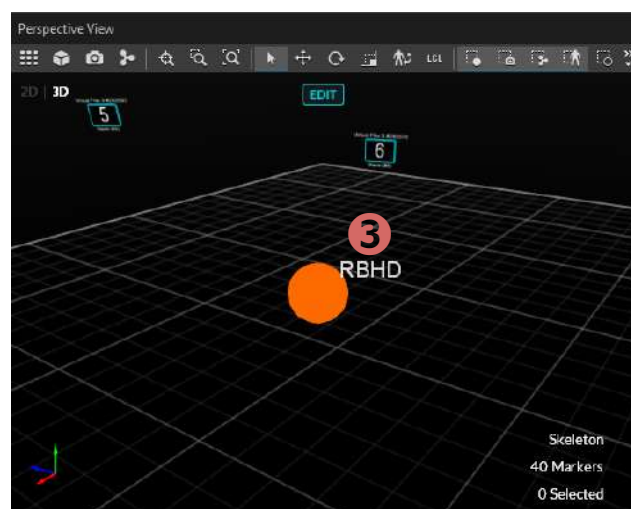 Perspective View
LCL
2D | 3D
EDIT
5
6
3
RBHD
Skeleton
40 Markers
0 Selected